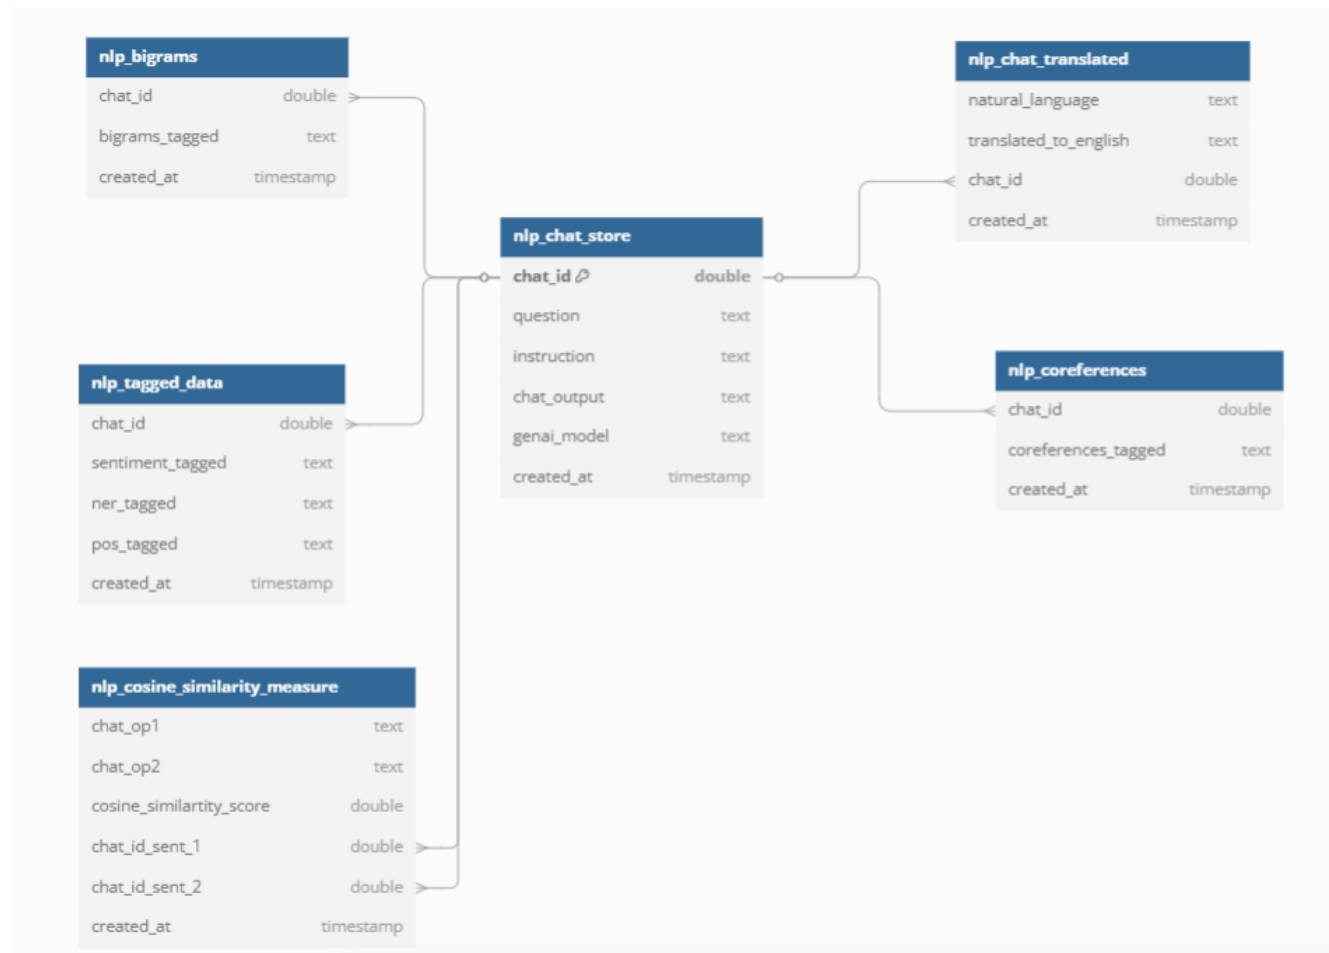 nlp_bigrams
chat_id double
bigrams_tagged text
created_at timestamp
nlp_chat_translated
natural_language text
translated_to_english text
chat_id double
created_at timestamp
nlp_chat_store
chat_id double
question text
instruction text
chat_output text
genai_model text
created_at timestamp
nlp_tagged_data
chat_id double
sentiment_tagged text
ner_tagged text
pos_tagged text
created_at timestamp
nlp_coreferences
chat_id double
coreferences_tagged text
created_at timestamp
nlp_cosine_similarity_measure
chat_op1 text
chat_op2 text
cosine_similartity_score double
chat_id_sent_1 double
chat_id_sent_2 double
created_at timestamp